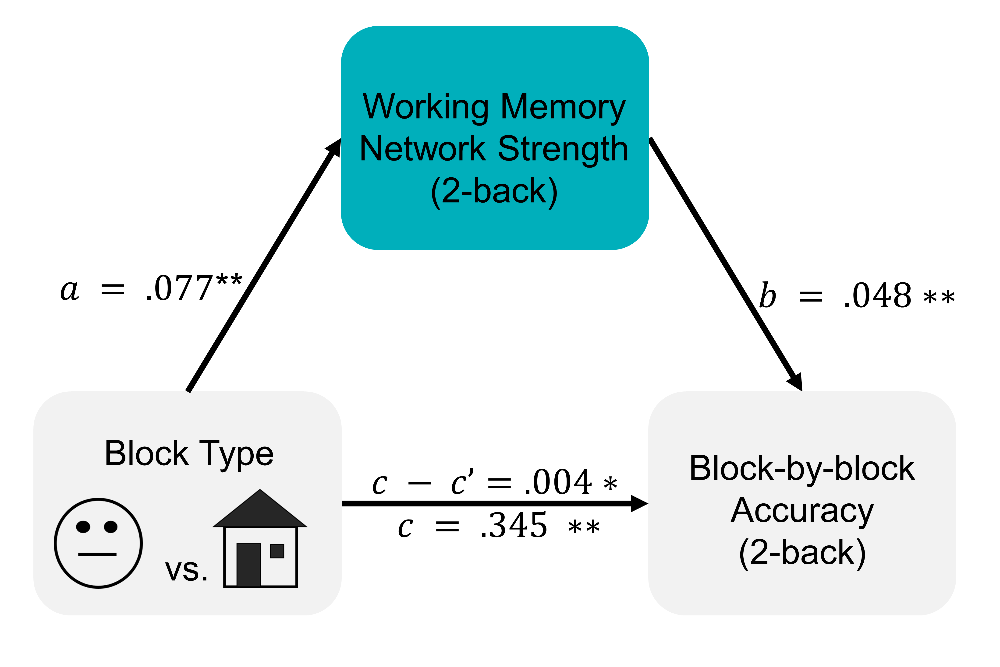 Working Memory
Network Strength
(2-back)
a = .077**
b = .048 **
Block Type
vs.
c − c’ = .004 *
c = .345 **
Block-by-block
Accuracy
(2-back)